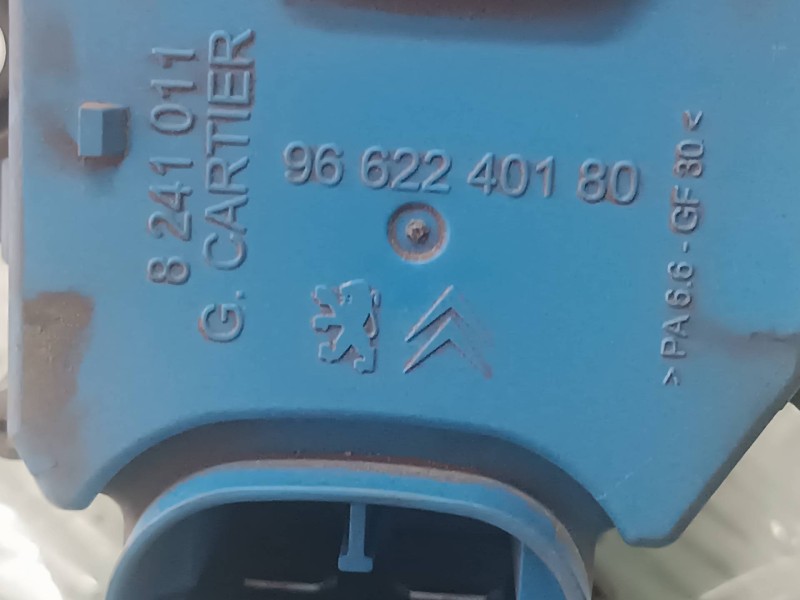 8 241 011
G. CARTIER
96 622 401 80
> PA 6.6 - GF 30 <